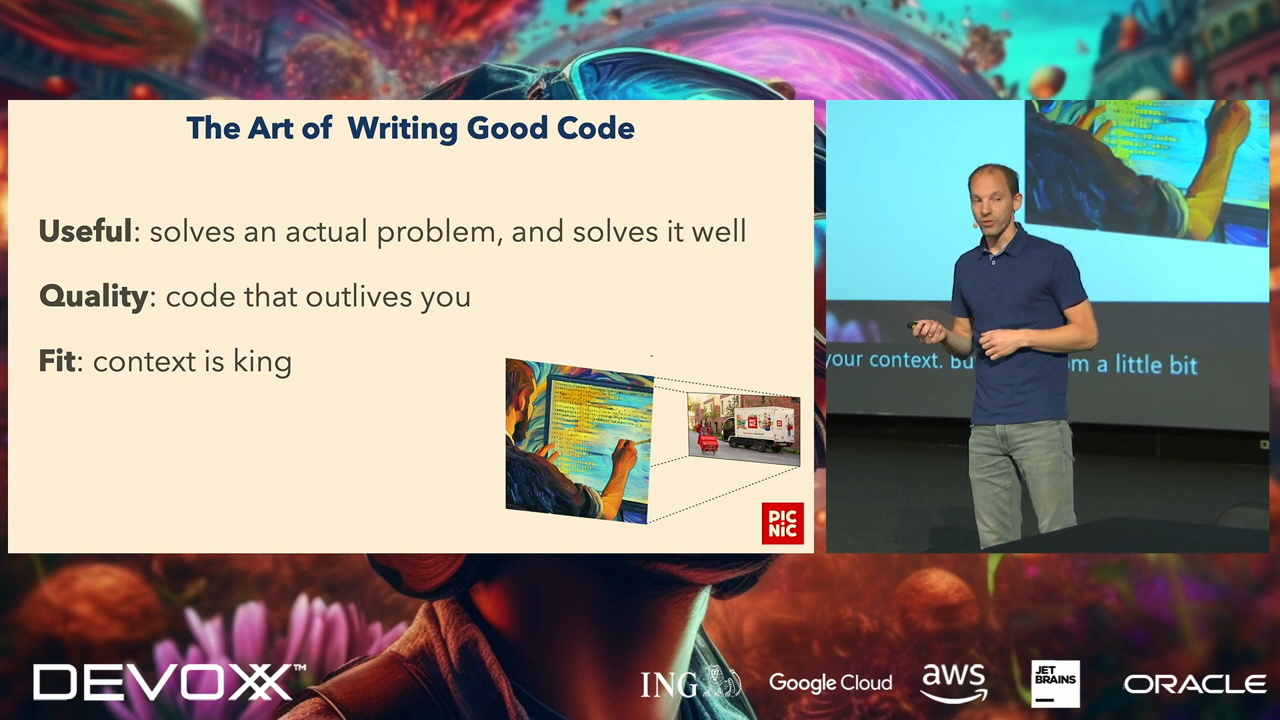 The Art of Writing Good Code
Useful: solves an actual problem, and solves it well
Quality: code that outlives you
Fit: context is king
PIC
NIC
your context. Bu
m a little bit
DEVOXX™
ING
Google Cloud
aws
JET
BRAINS
ORACLE